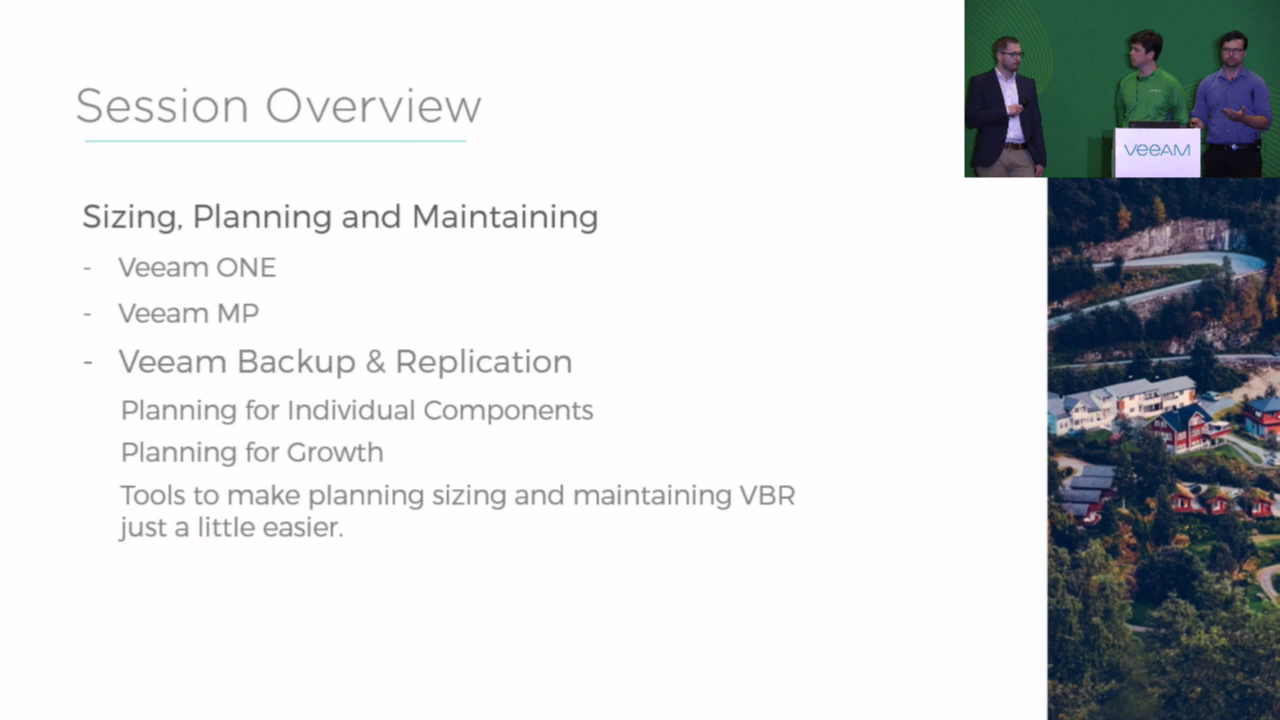 Session Overview
Sizing, Planning and Maintaining
- Veeam ONE
- Veeam MP
- Veeam Backup & Replication
Planning for Individual Components
Planning for Growth
Tools to make planning sizing and maintaining VBR
just a little easier.
veeAM